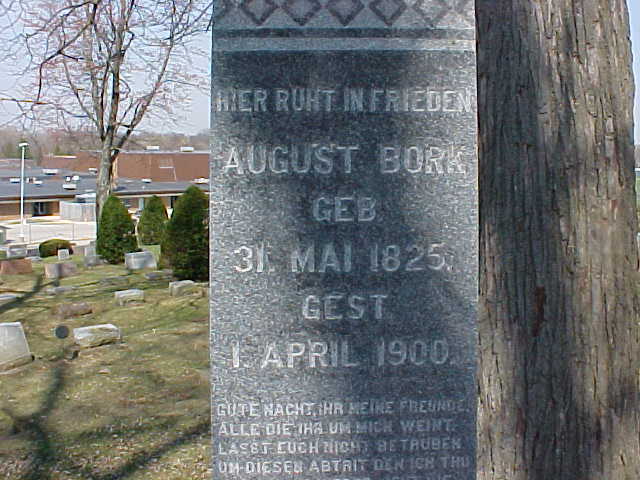 HIER RUHT IN FRIEDEN
AUGUST BORK
GEB
31. MAI 1825.
GEST
1. APRIL 1900.
GUTE NACHT, IHR MEINE FREUNDE,
ALLE DIE IHR UM MICH WEINT.
LASST EUCH NICHT BETRUBEN
UM DIESEN ABTRIT DEN ICH THU